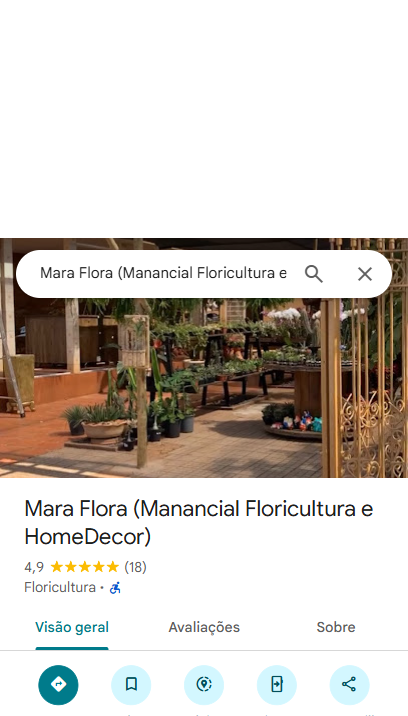 Mara Flora (Manancial Floricultura e
Mara Flora (Manancial Floricultura e
HomeDecor)
4,9 (18)
Floricultura •
Visão geral
Avaliações
Sobre